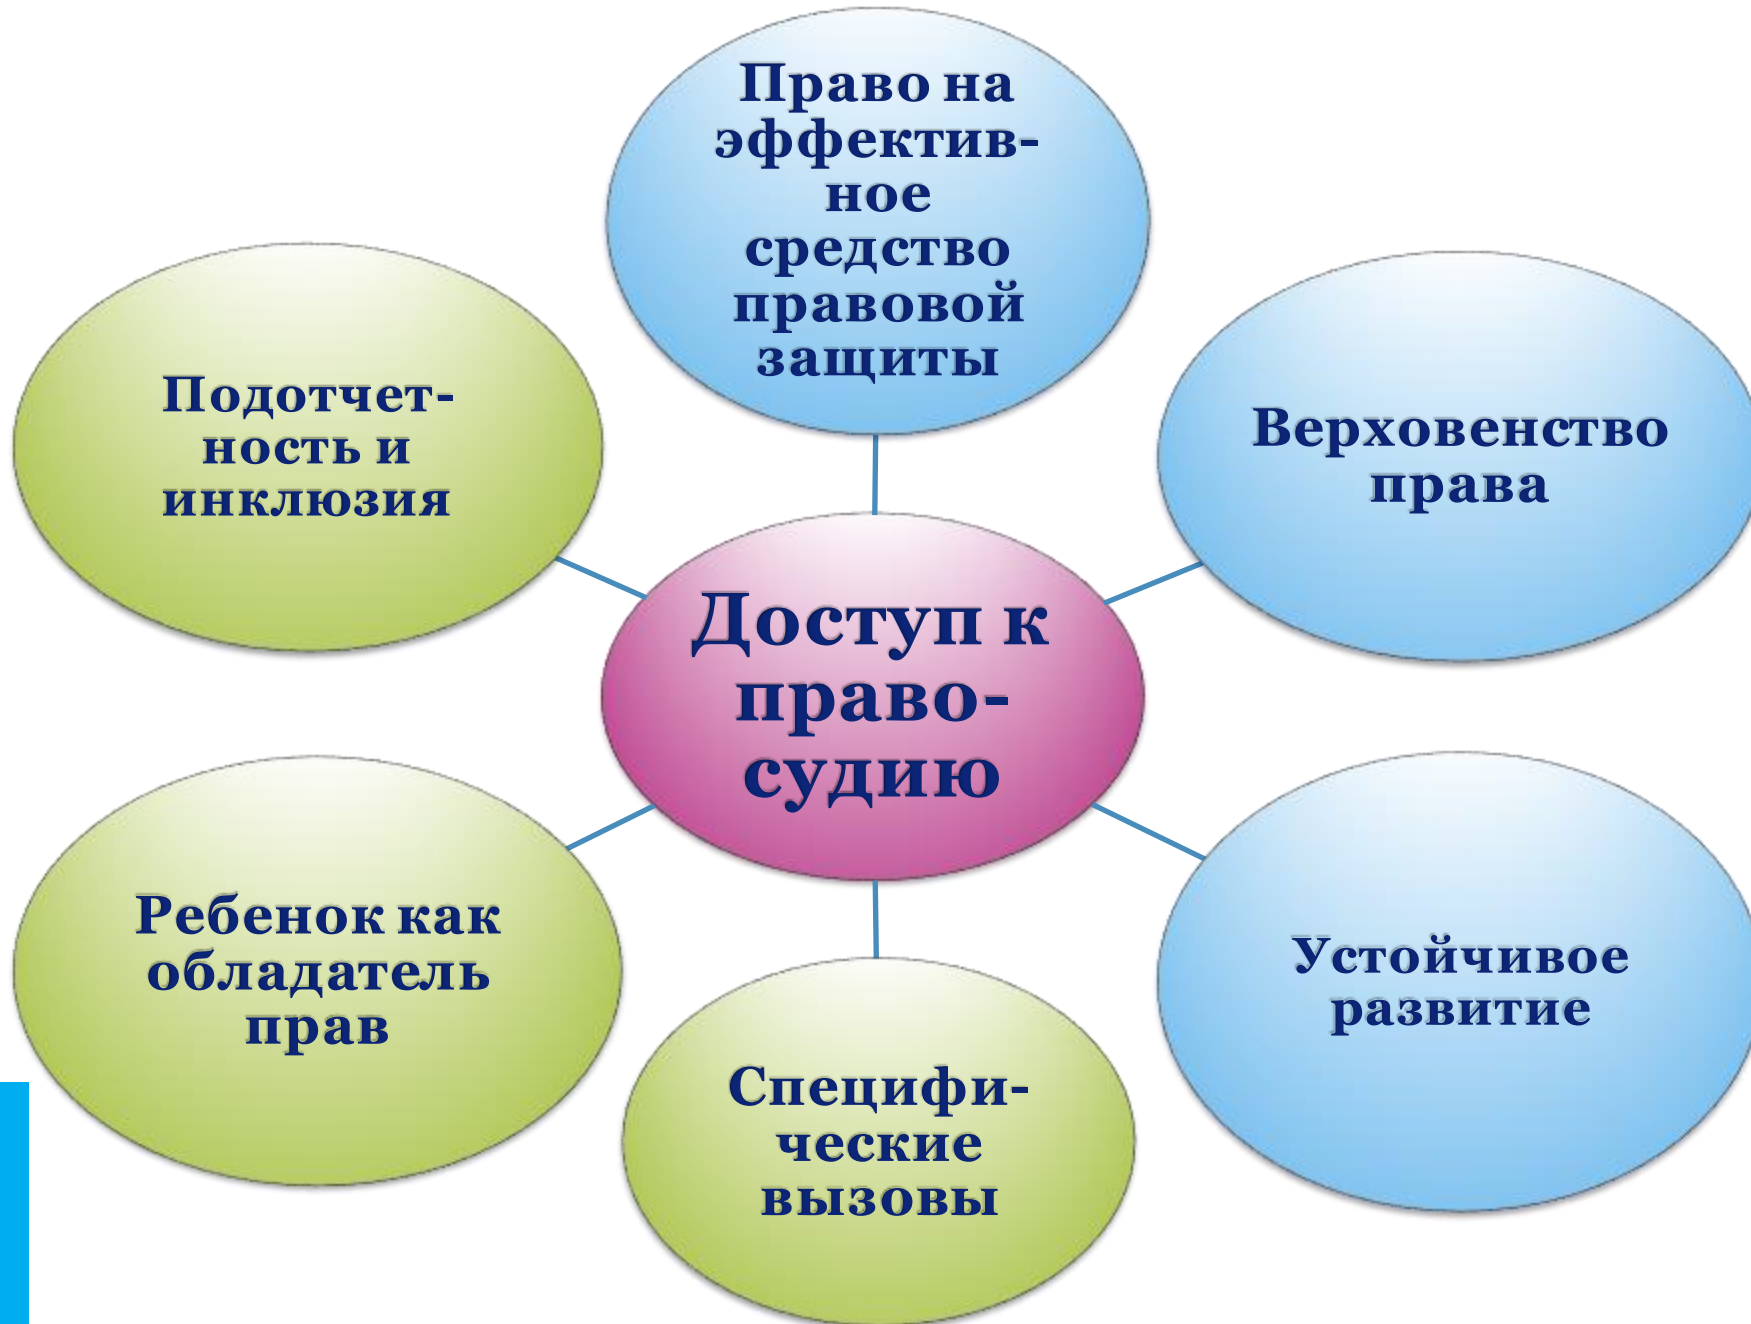 Право на
эффектив-
ное
средство
правовой
защиты
Подотчет-
ность и
инклюзия
Верховенство
права
Доступ к
право-
судию
Ребенок как
обладатель
прав
Устойчивое
развитие
Специфи-
ческие
вызовы